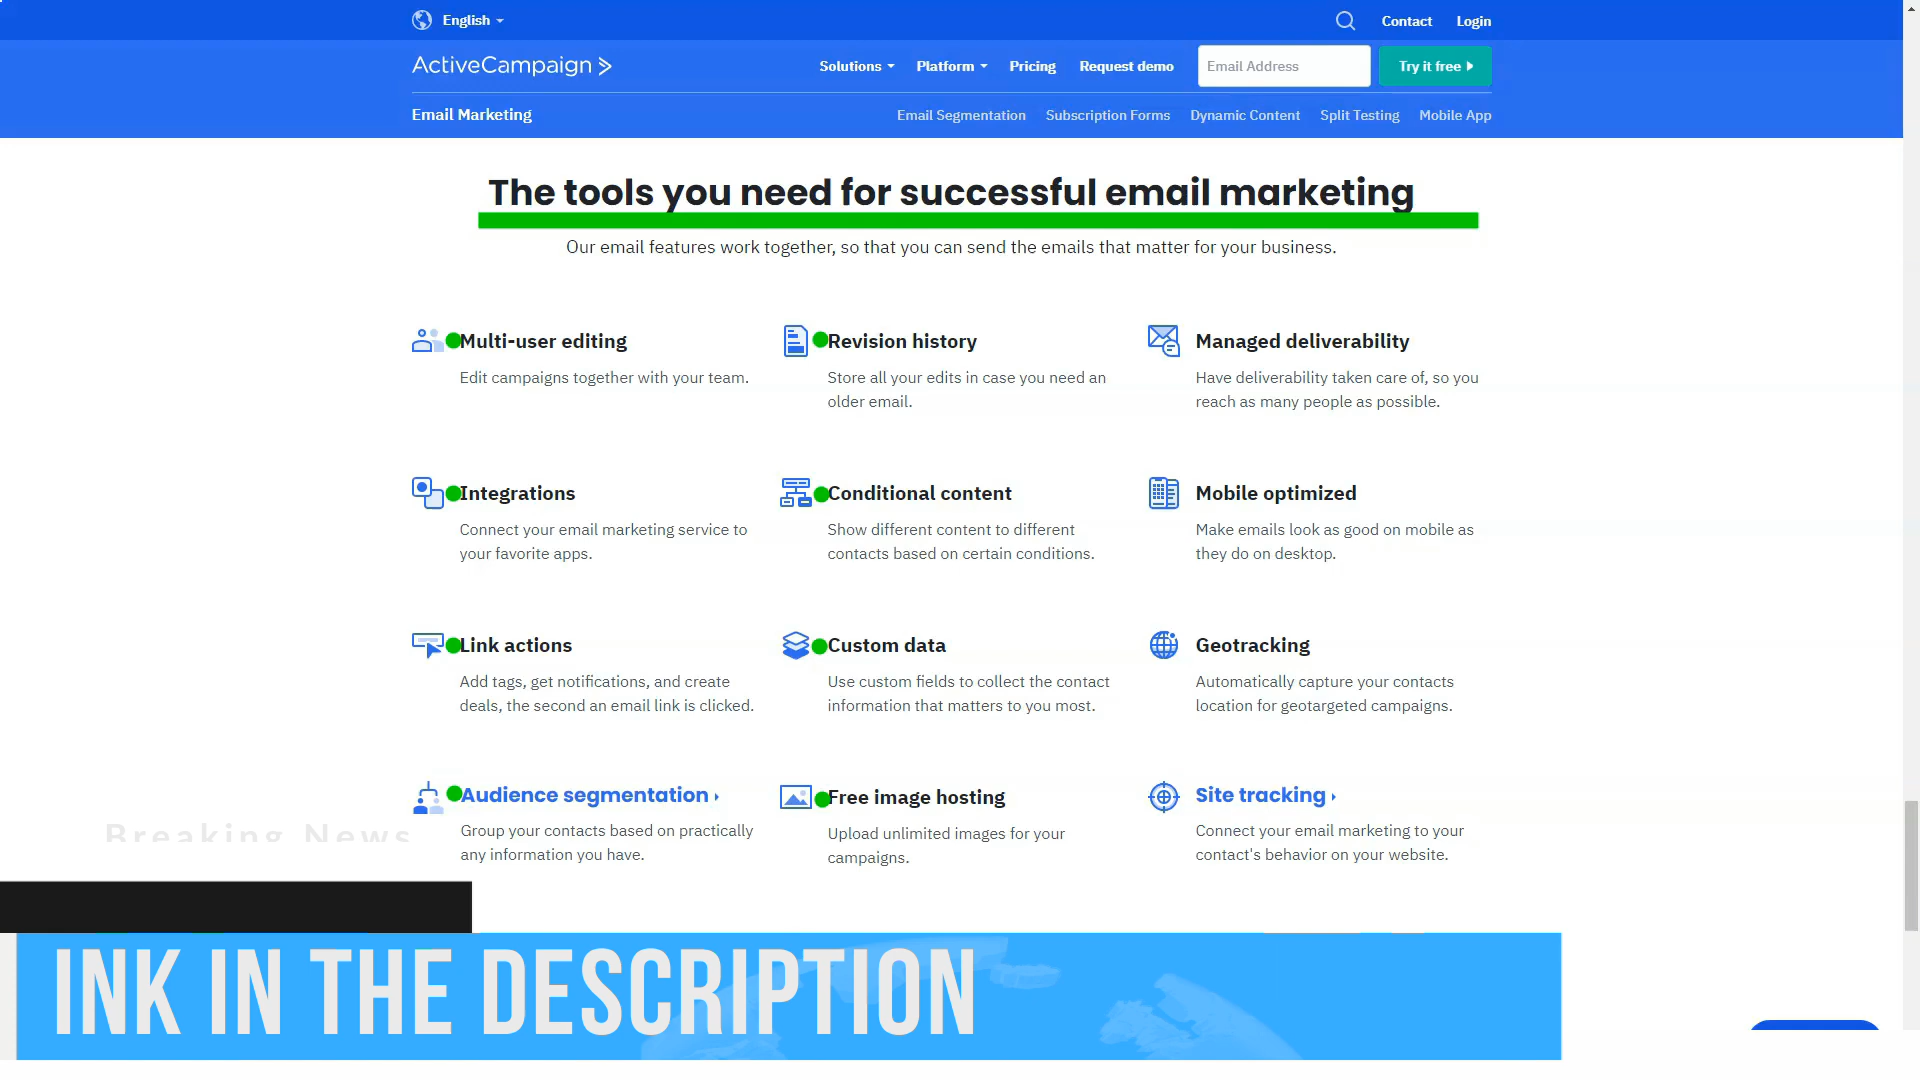 English
Contact
Login
ActiveCampaign >
Solutions
Platform
Pricing
Request demo
Email Address
Try it free
Email Marketing
Email Segmentation
Subscription Forms
Dynamic Content
Split Testing
Mobile App
The tools you need for successful email marketing
Our email features work together, so that you can send the emails that matter for your business.
Multi-user editing
Edit campaigns together with your team.
Revision history
Store all your edits in case you need an
older email.
Managed deliverability
Have deliverability taken care of, so you
reach as many people as possible.
Integrations
Connect your email marketing service to
your favorite apps.
Conditional content
Show different content to different
contacts based on certain conditions.
Mobile optimized
Make emails look as good on mobile as
they do on desktop.
Link actions
Add tags, get notifications, and create
deals, the second an email link is clicked.
Custom data
Use custom fields to collect the contact
information that matters to you most.
Geotracking
Automatically capture your contacts
location for geotargeted campaigns.
Audience segmentation
Group your contacts based on practically
any information you have.
Free image hosting
Upload unlimited images for your
campaigns.
Site tracking
Connect your email marketing to your
contact's behavior on your website.
Breaking News
INK IN THE DESCRIPTION